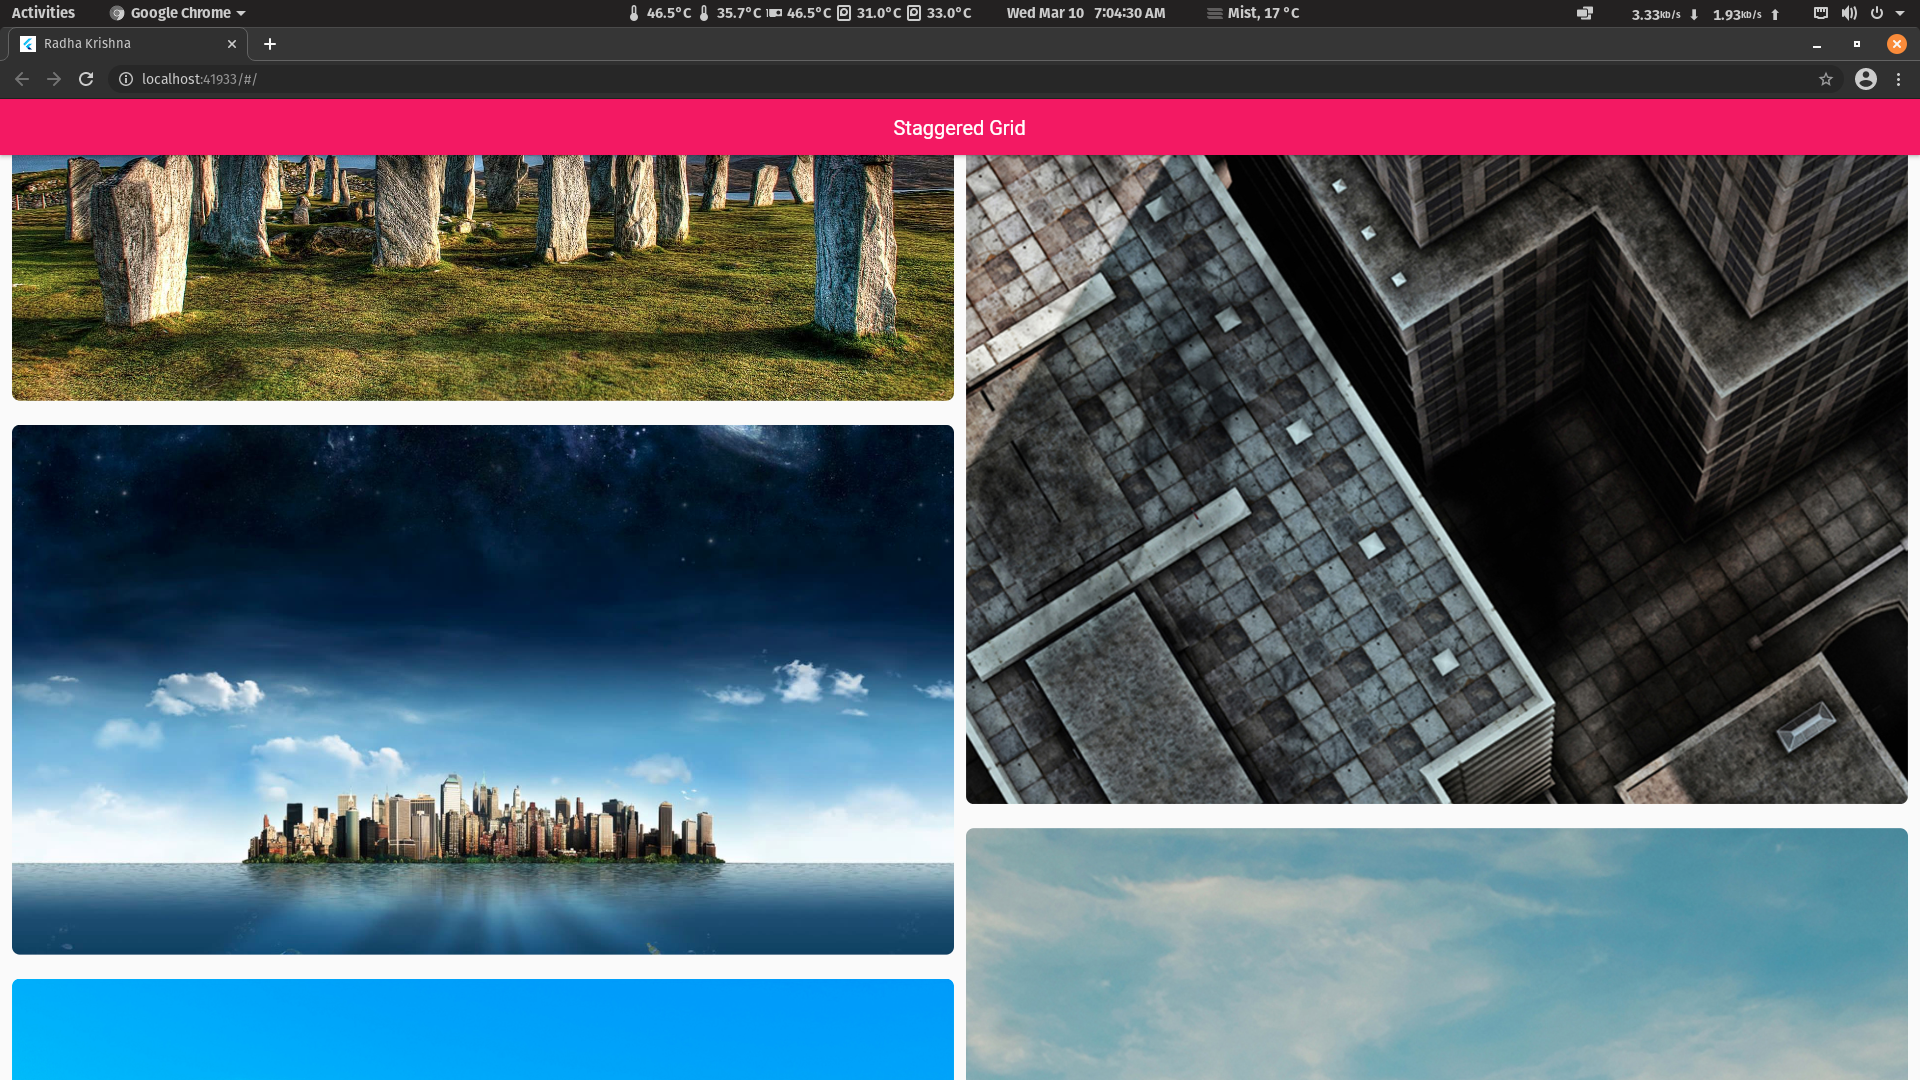 Activities Google Chrome 46.5°C 35.7°C 46.5°C 31.0°C 33.0°C Wed Mar 10 7:04:30 AM Mist, 17 °C 3.33kb/s ⬇ 1.93kb/s ⬆
Radha Krishna
localhost:41933/#/
Staggered Grid